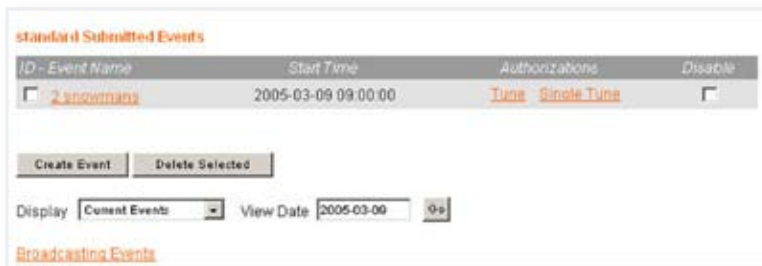 standard Submitted Events
ID - Event Name Start Time Authorizations Disable
2 snowmans 2005-03-09 09:00:00 Tune Single Tune
Create Event Delete Selected
Display Current Events View Date 2005-03-09 Go
Broadcasting Events